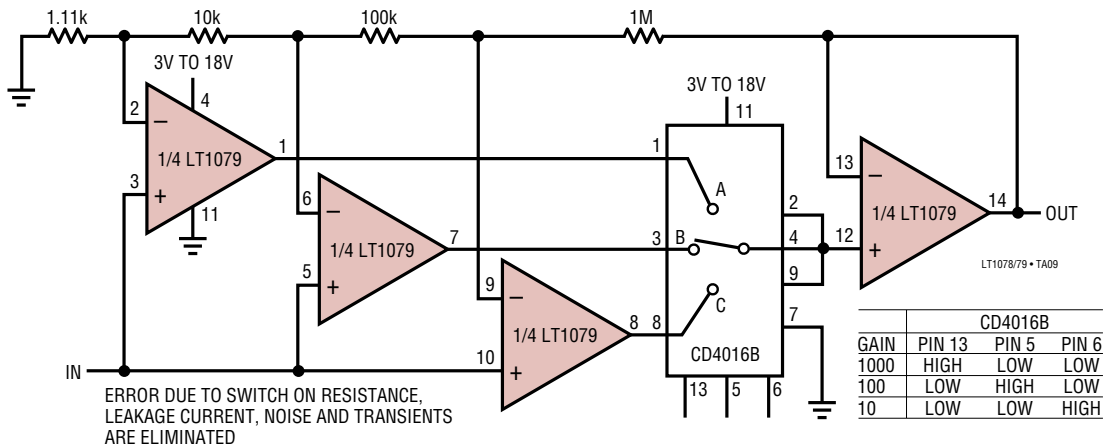 1.11k 10k 100k 1M
3V TO 18V
4
2
−
1/4 LT1079
1
3
+
11
6
−
1/4 LT1079
7
5
+
9
−
1/4 LT1079
8
10
+
IN
3V TO 18V
11
1
A
2
3 B
4
9
8
C
7
CD4016B
13 5 6
13
−
1/4 LT1079
14
OUT
12
+
LT1078/79 • TA09
CD4016B
GAIN PIN 13 PIN 5 PIN 6
1000 HIGH LOW LOW
100 LOW HIGH LOW
10 LOW LOW HIGH
ERROR DUE TO SWITCH ON RESISTANCE,
LEAKAGE CURRENT, NOISE AND TRANSIENTS
ARE ELIMINATED